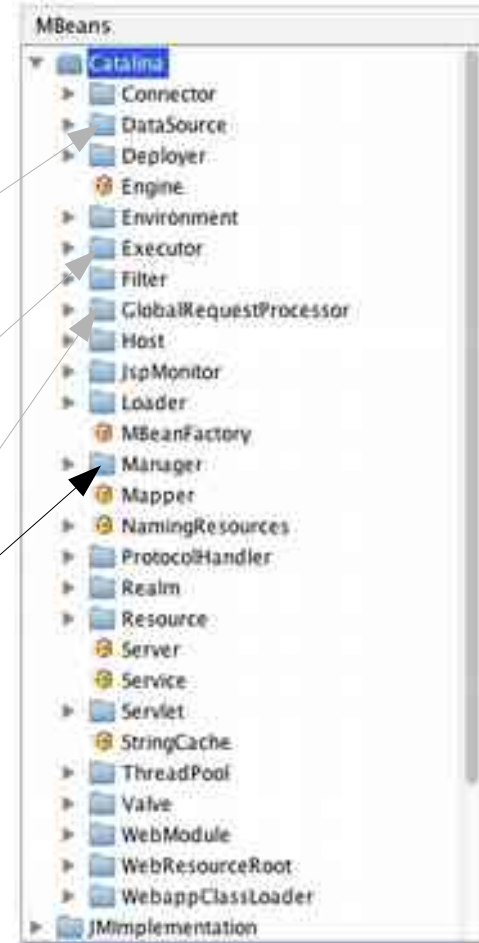 MBeans
Catalina
Connector
DataSource
Deployer
Engine
Environment
Executor
Filter
GlobalRequestProcessor
Host
JspMonitor
Loader
MBeanFactory
Manager
Mapper
NamingResources
ProtocolHandler
Realm
Resource
Server
Service
Servlet
StringCache
ThreadPool
Valve
WebModule
WebResourceRoot
WebappClassLoader
JMImplementation